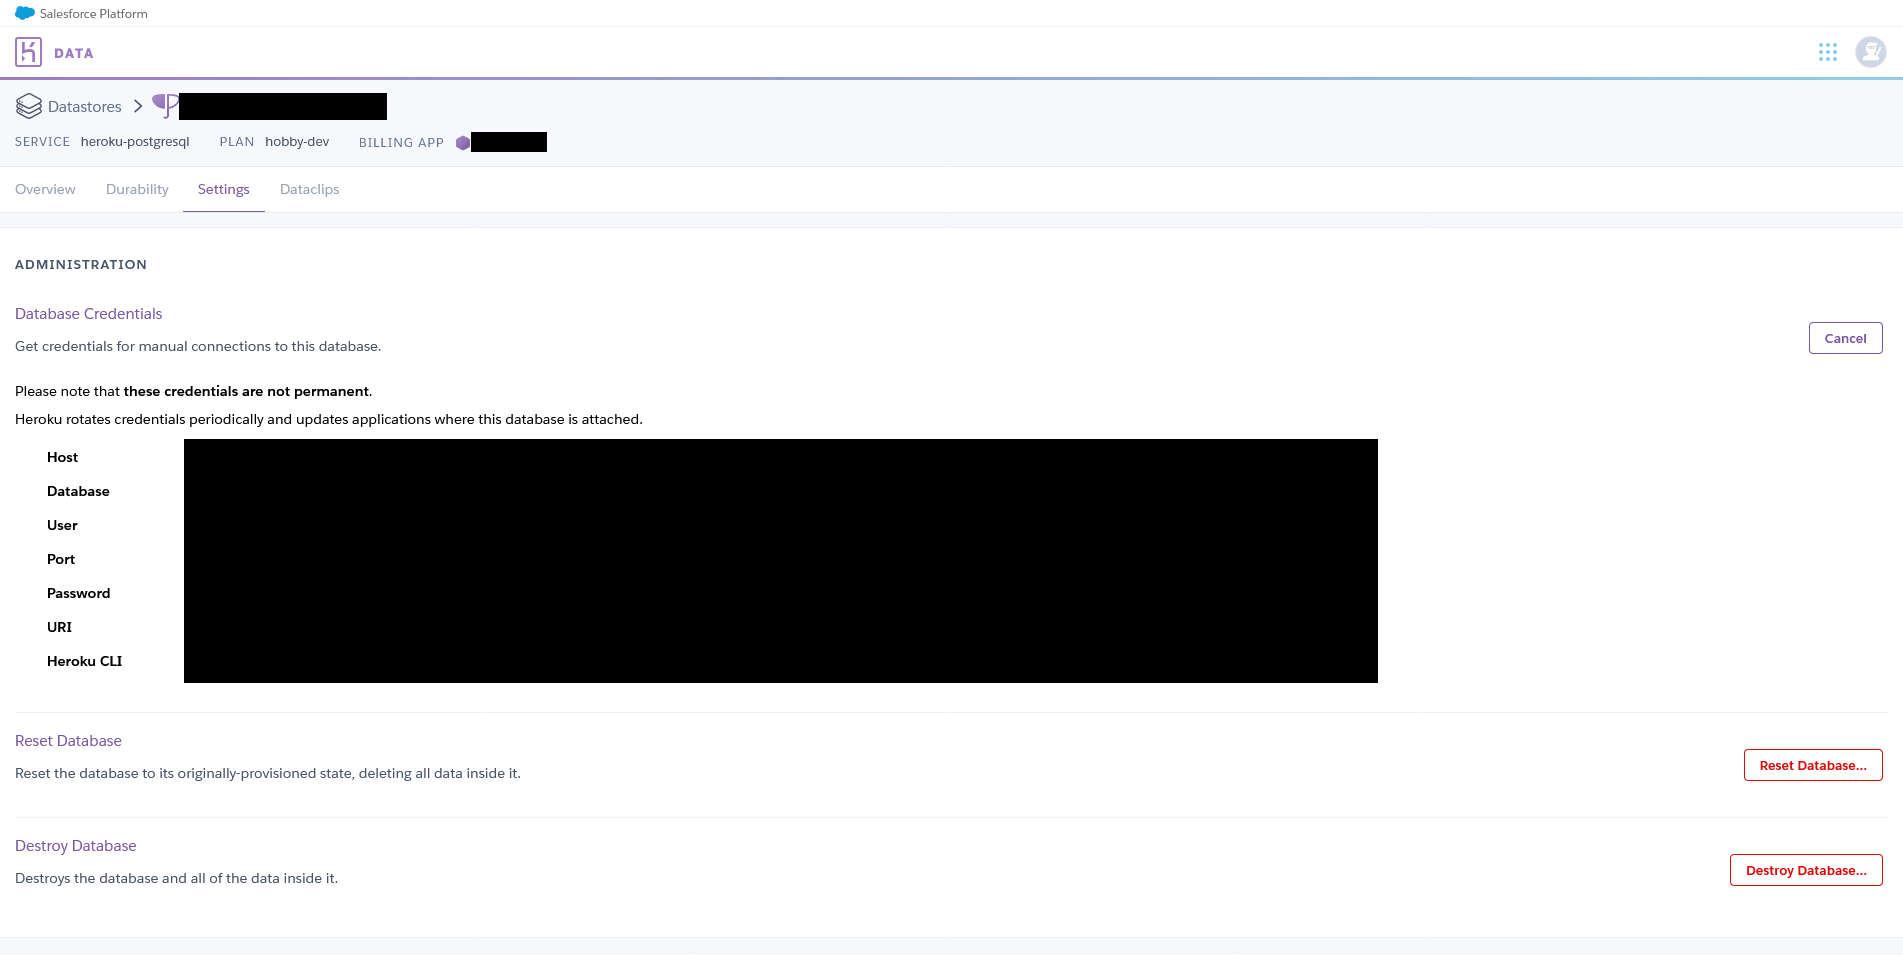 Salesforce Platform
DATA
Datastores
SERVICE heroku-postgresql PLAN hobby-dev BILLING APP
Overview Durability Settings Dataclips
ADMINISTRATION
Database Credentials
Get credentials for manual connections to this database.
Cancel
Please note that these credentials are not permanent.
Heroku rotates credentials periodically and updates applications where this database is attached.
Host
Database
User
Port
Password
URI
Heroku CLI
Reset Database
Reset the database to its originally-provisioned state, deleting all data inside it.
Reset Database...
Destroy Database
Destroys the database and all of the data inside it.
Destroy Database...